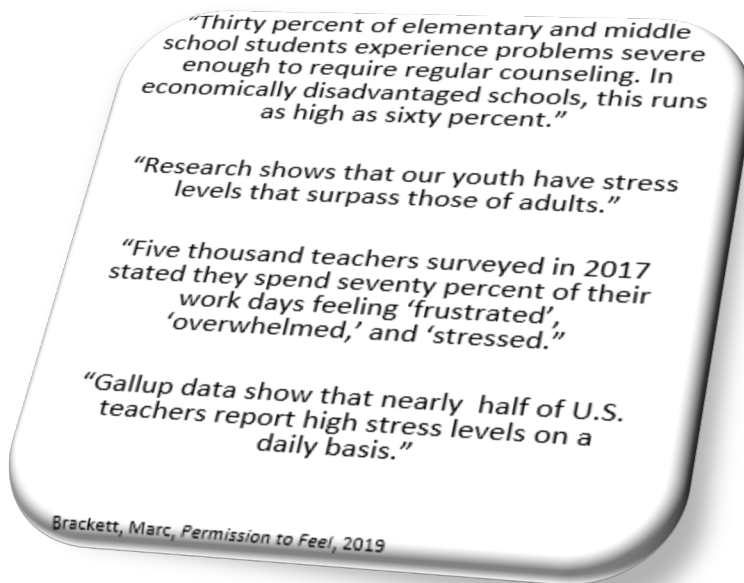 “Thirty percent of elementary and middle
school students experience problems severe
enough to require regular counseling. In
economically disadvantaged schools, this runs
as high as sixty percent.”
“Research shows that our youth have stress
levels that surpass those of adults.”
“Five thousand teachers surveyed in 2017
stated they spend seventy percent of their
work days feeling ‘frustrated’,
‘overwhelmed,’ and ‘stressed.”
“Gallup data show that nearly  half of U.S.
teachers report high stress levels on a
daily basis.”
Brackett, Marc, Permission to Feel, 2019